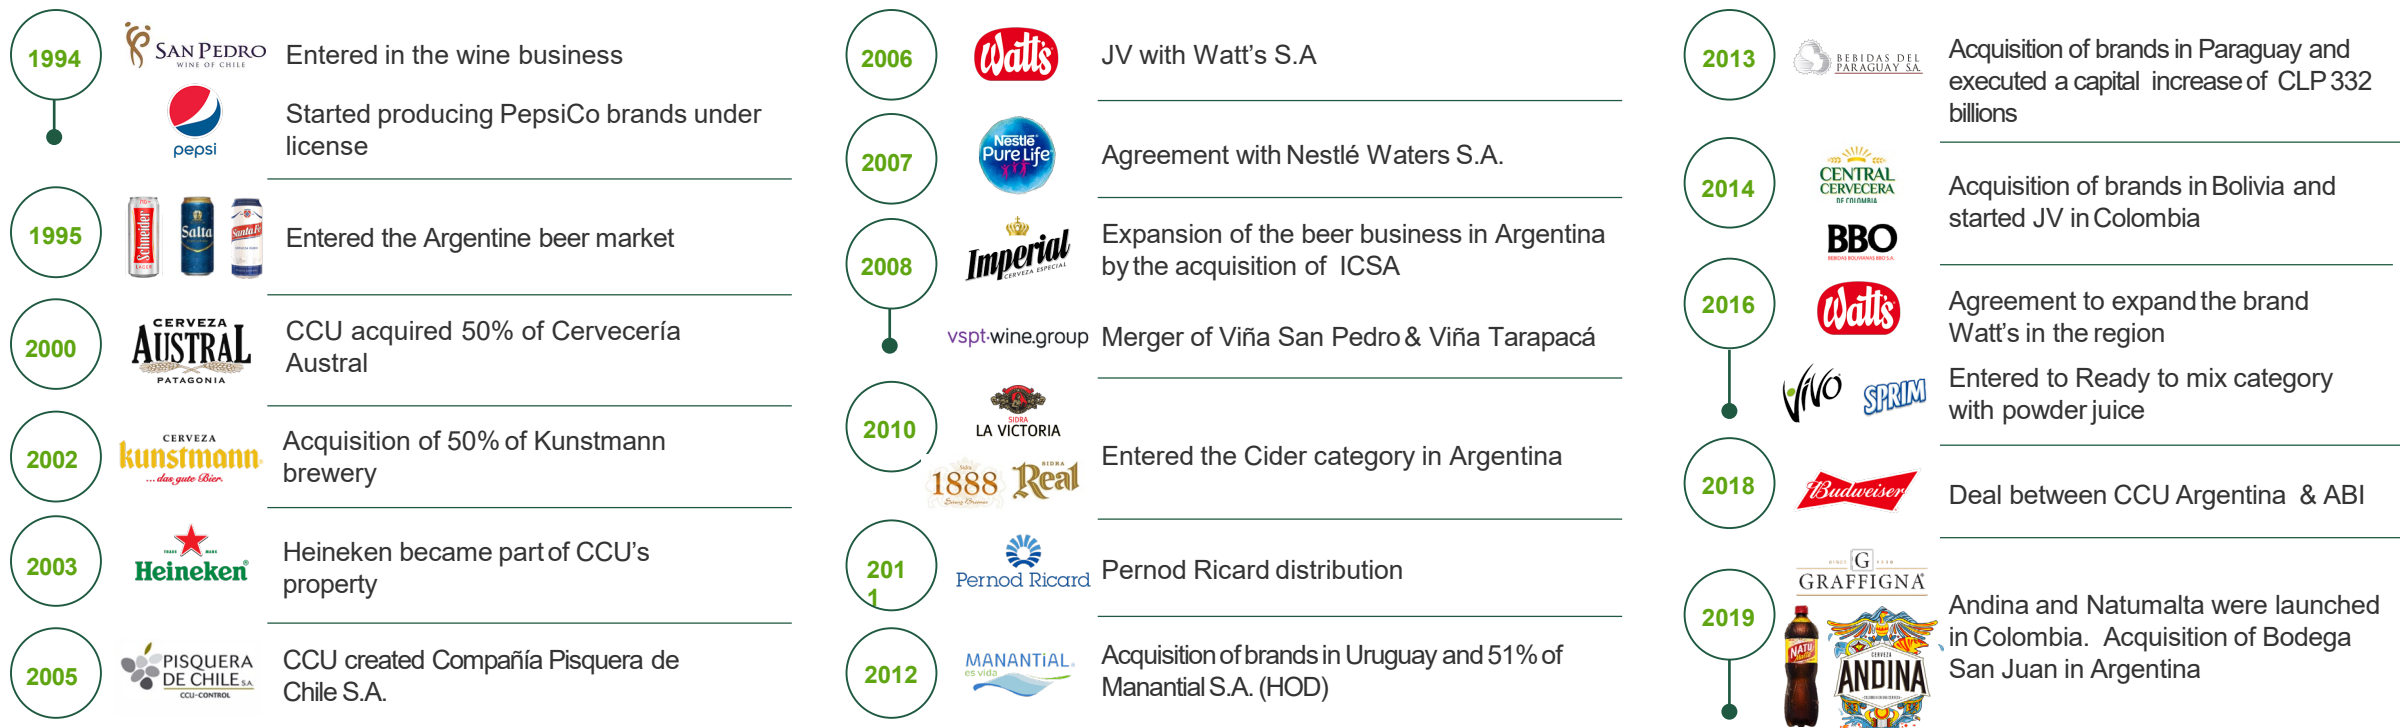 1994
SAN PEDRO
WINE OF CHILE
Entered in the wine business
pepsi
Started producing PepsiCo brands under
license
1995
Schneider
LAGER
Salta
Santa Fe
Entered the Argentine beer market
2000
CERVEZA
AUSTRAL
PATAGONIA
CCU acquired 50% of Cervecería
Austral
2002
CERVEZA
kunstmann
...das gute Bier.
Acquisition of 50% of Kunstmann
brewery
2003
TRADE MARK
Heineken®
Heineken became part of CCU's
property
2005
PISQUERA
DE CHILE S.A.
CCU-CONTROL
CCU created Compañía Pisquera de
Chile S.A.
2006
Watt's
JV with Watt's S.A
2007
Nestlé
Pure Life
Agreement with Nestlé Waters S.A.
2008
Imperial
CERVEZA ESPECIAL
Expansion of the beer business in Argentina
by the acquisition of ICSA
vspt·wine.group
Merger of Viña San Pedro & Viña Tarapacá
2010
SIDRA
LA VICTORIA
Sidra
1888
SIDRA
Real
Entered the Cider category in Argentina
201
1
Pernod Ricard
Pernod Ricard distribution
2012
MANANTiAL
es vida
Acquisition of brands in Uruguay and 51% of
Manantial S.A. (HOD)
2013
BEBIDAS DEL
PARAGUAY S.A.
Acquisition of brands in Paraguay and
executed a capital increase of CLP 332
billions
2014
CENTRAL
CERVECERA
DE COLOMBIA
BBO
BEBIDAS BOLIVIANAS BBO S.A.
Acquisition of brands in Bolivia and
started JV in Colombia
2016
Watt's
Agreement to expand the brand
Watt's in the region
ViVO
SPRIM
Entered to Ready to mix category
with powder juice
2018
Budweiser
Deal between CCU Argentina & ABI
2019
G
GRAFFIGNA
NATU
CERVEZA
ANDINA
Andina and Natumalta were launched
in Colombia. Acquisition of Bodega
San Juan in Argentina